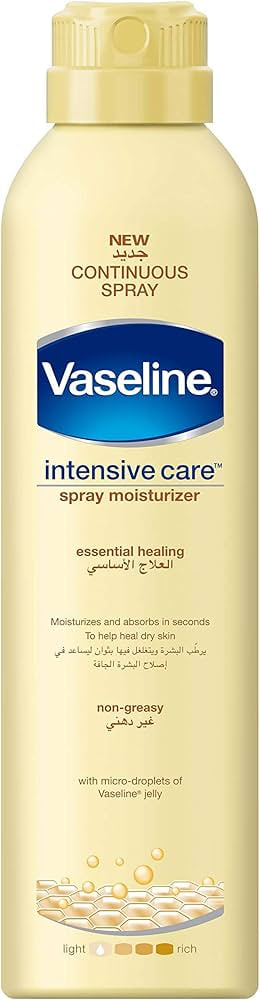 NEW
جديد
CONTINUOUS
SPRAY
Vaseline®
intensive care™
spray moisturizer
essential healing
العلاج الأساسي
Moisturizes and absorbs in seconds
To help heal dry skin
يرطّب البشرة ويتغلغل فيها بثوان ليساعد في
إصلاح البشرة الجافة
non-greasy
غير دهني
with micro-droplets of
Vaseline® jelly
light rich